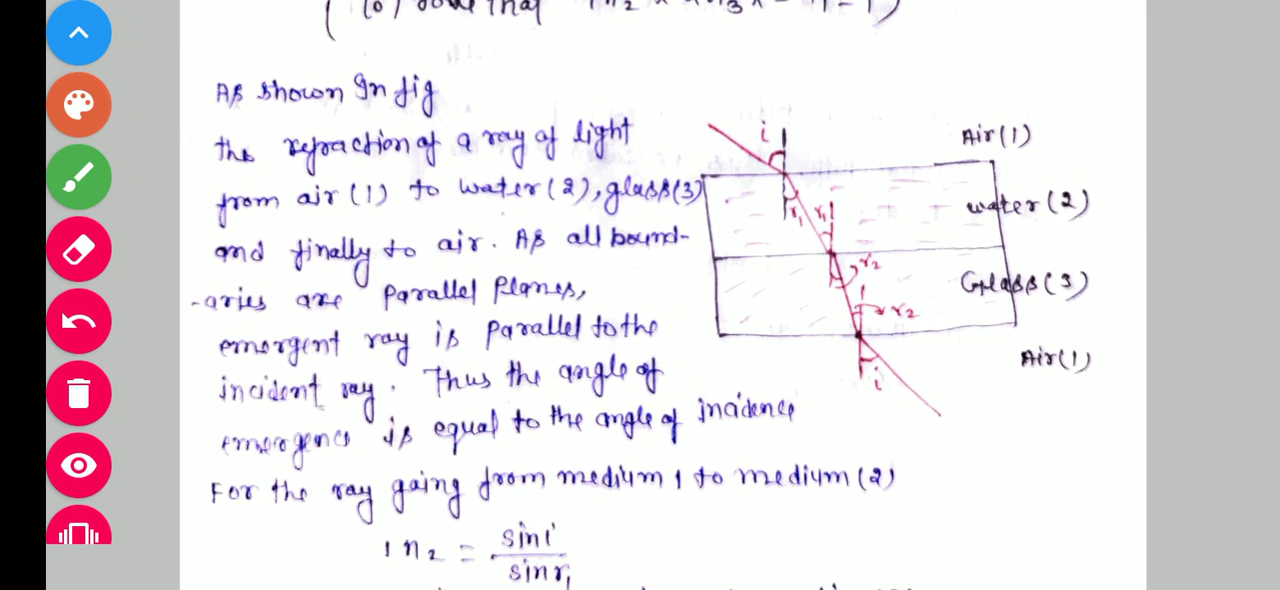 As shown In fig
the refraction of a ray of light
from air (1) to water (2), glass(3)
and finally to air. As all bound-
-aries are Parallel Planes,
emergent ray is parallel to the
incident ray. Thus the angle of
emergence is equal to the angle of incidence
For the ray going from medium 1 to medium (2)
1 n 2 = sin i / sin r1
i
Air(1)
r1 r1
water (2)
r2
Glass (3)
r2
Air(1)
i